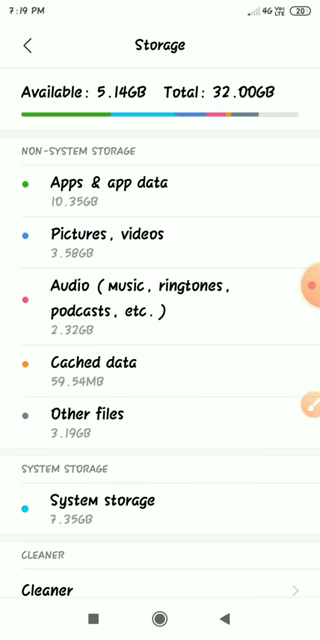 7:19 PM 4G VoLTE 20
Storage
Available: 5.14GB Total: 32.00GB
NON-SYSTEM STORAGE
Apps & app data
10.35GB
Pictures, videos
3.58GB
Audio (music, ringtones,
podcasts, etc.)
2.32GB
Cached data
59.54MB
Other files
3.19GB
SYSTEM STORAGE
System storage
7.35GB
CLEANER
Cleaner